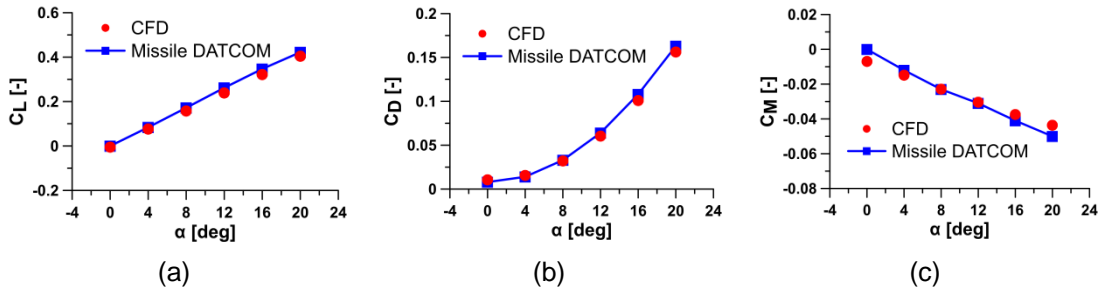 0.6
0.4
0.2
0
-0.2
CL [-]
CFD
Missile DATCOM
-4 0 4 8 12 16 20 24
α [deg]
(a)
0.2
0.15
0.1
0.05
0
CD [-]
CFD
Missile DATCOM
-4 0 4 8 12 16 20 24
α [deg]
(b)
0.02
0
-0.02
-0.04
-0.06
-0.08
CM [-]
CFD
Missile DATCOM
-4 0 4 8 12 16 20 24
α [deg]
(c)